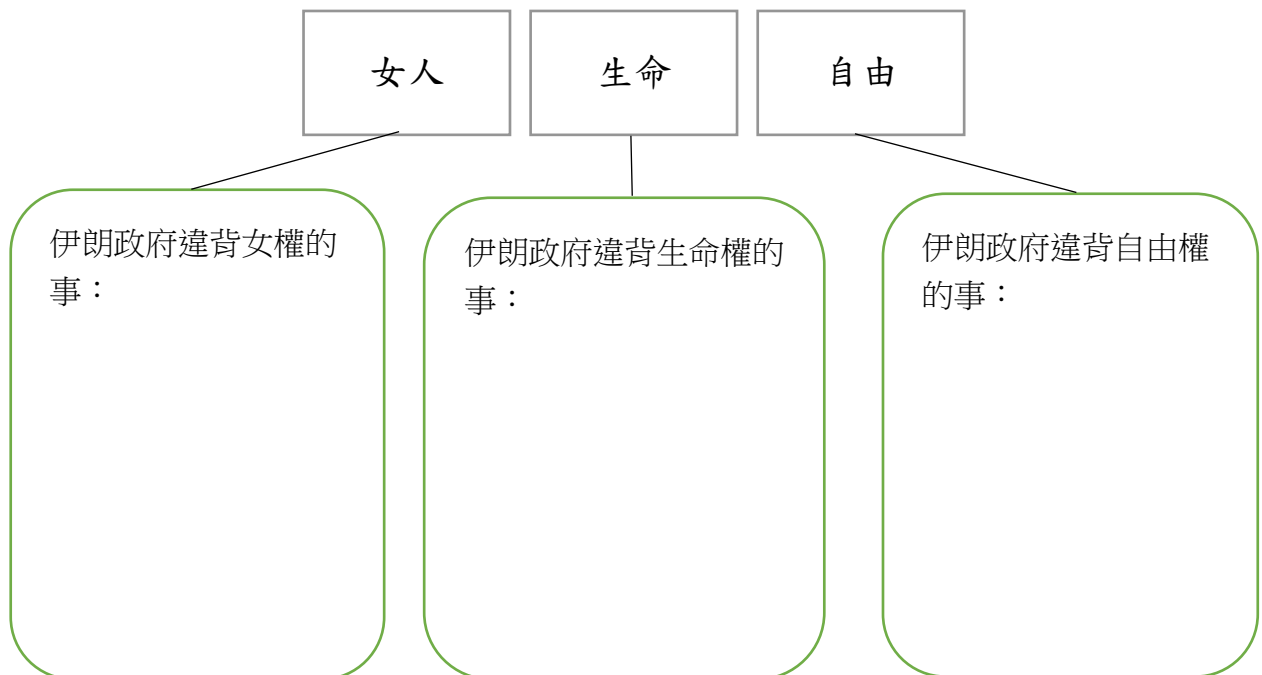 女人
生命
自由
伊朗政府違背女權的
事：
伊朗政府違背生命權的
事：
伊朗政府違背自由權
的事：